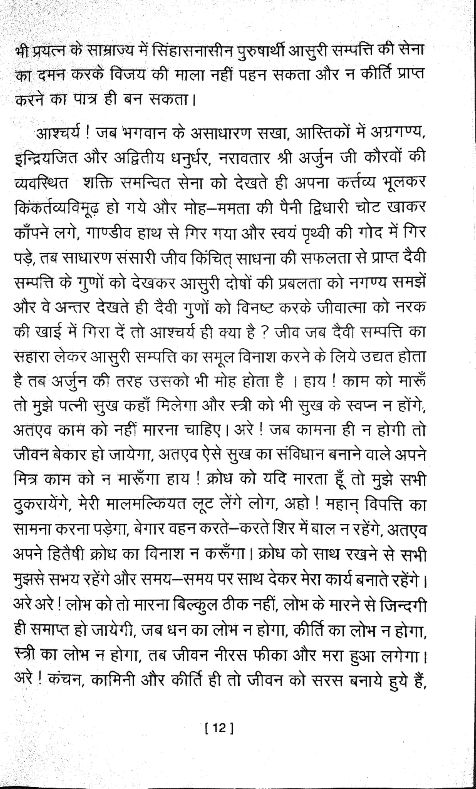 भी प्रयत्न के साम्राज्य में सिंहासनासीन पुरुषार्थी आसुरी सम्पत्ति की सेना
का दमन करके विजय की माला नहीं पहन सकता और न कीर्ति प्राप्त
करने का पात्र ही बन सकता।
आश्चर्य ! जब भगवान के असाधारण सखा, आस्तिकों में अग्रगण्य,
इन्द्रियजित और अद्वितीय धनुर्धर, नरावतार श्री अर्जुन जी कौरवों की
व्यवस्थित शक्ति समन्वित सेना को देखते ही अपना कर्त्तव्य भूलकर
किंकर्तव्यविमूढ़ हो गये और मोह–ममता की पैनी द्विधारी चोट खाकर
काँपने लगे, गाण्डीव हाथ से गिर गया और स्वयं पृथ्वी की गोद में गिर
पड़े, तब साधारण संसारी जीव किंचित् साधना की सफलता से प्राप्त दैवी
सम्पत्ति के गुणों को देखकर आसुरी दोषों की प्रबलता को नगण्य समझें
और वे अन्तर देखते ही दैवी गुणों को विनष्ट करके जीवात्मा को नरक
की खाई में गिरा दें तो आश्चर्य ही क्या है ? जीव जब दैवी सम्पत्ति का
सहारा लेकर आसुरी सम्पत्ति का समूल विनाश करने के लिये उद्यत होता
है तब अर्जुन की तरह उसको भी मोह होता है । हाय ! काम को मारूँ
तो मुझे पत्नी सुख कहाँ मिलेगा और स्त्री को भी सुख के स्वप्न न होंगे,
अतएव काम को नहीं मारना चाहिए। अरे ! जब कामना ही न होगी तो
जीवन बेकार हो जायेगा, अतएव ऐसे सुख का संविधान बनाने वाले अपने
मित्र काम को न मारूँगा हाय ! क्रोध को यदि मारता हूँ तो मुझे सभी
ठुकरायेंगे, मेरी मालमल्कियत लूट लेंगे लोग, अहो ! महान् विपत्ति का
सामना करना पड़ेगा, बेगार वहन करते–करते शिर में बाल न रहेंगे, अतएव
अपने हितैषी क्रोध का विनाश न करूँगा। क्रोध को साथ रखने से सभी
मुझसे सभय रहेंगे और समय–समय पर साथ देकर मेरा कार्य बनाते रहेंगे।
अरे अरे ! लोभ को तो मारना बिल्कुल ठीक नहीं, लोभ के मारने से जिन्दगी
ही समाप्त हो जायेगी, जब धन का लोभ न होगा, कीर्ति का लोभ न होगा,
स्त्री का लोभ न होगा, तब जीवन नीरस फीका और मरा हुआ लगेगा।
अरे ! कंचन, कामिनी और कीर्ति ही तो जीवन को सरस बनाये हुये हैं,
[ 12 ]